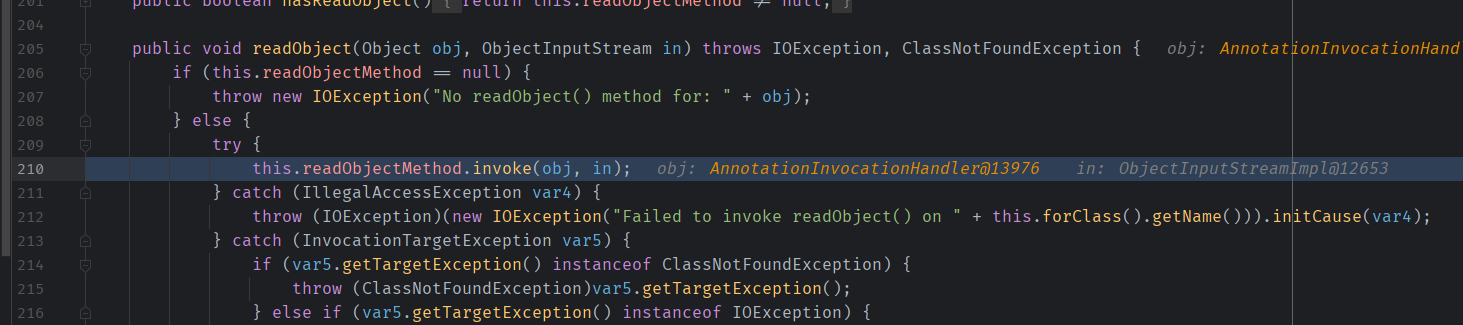 201 public boolean hasReadObject() { return this.readObjectMethod ≠ null; }
204
205 public void readObject(Object obj, ObjectInputStream in) throws IOException, ClassNotFoundException { obj: AnnotationInvocationHand
206 if (this.readObjectMethod == null) {
207 throw new IOException("No readObject() method for: " + obj);
208 } else {
209 try {
210 this.readObjectMethod.invoke(obj, in); obj: AnnotationInvocationHandler@13976 in: ObjectInputStreamImpl@12653
211 } catch (IllegalAccessException var4) {
212 throw (IOException)(new IOException("Failed to invoke readObject() on " + this.forClass().getName())).initCause(var4);
213 } catch (InvocationTargetException var5) {
214 if (var5.getTargetException() instanceof ClassNotFoundException) {
215 throw (ClassNotFoundException)var5.getTargetException();
216 } else if (var5.getTargetException() instanceof IOException) {